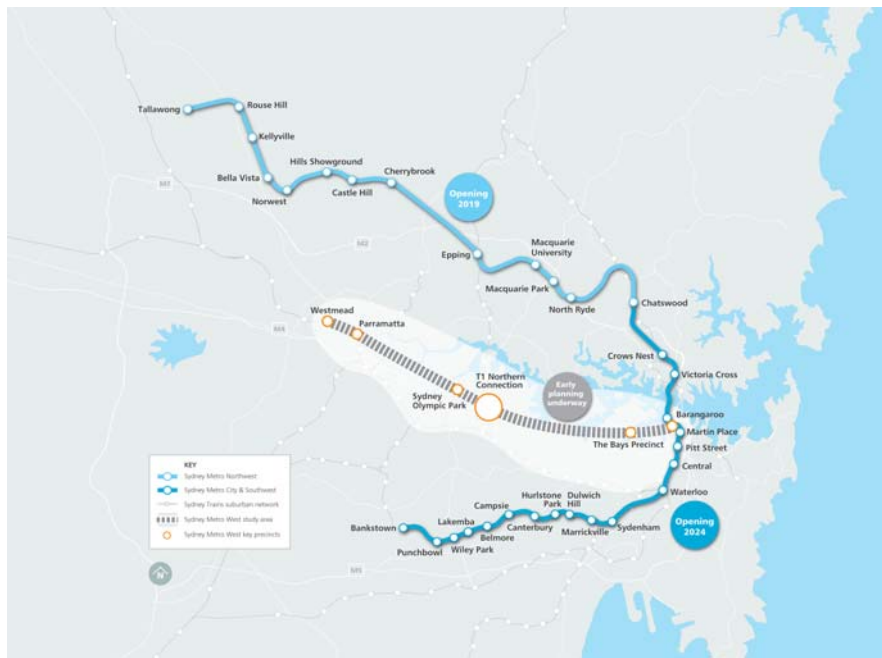 Tallawong
Rouse Hill
Kellyville
Bella Vista
Norwest
Hills Showground
Castle Hill
Cherrybrook
Opening
2019
M2
Epping
Macquarie
University
Macquarie Park
North Ryde
Chatswood
Westmead
Parramatta
M4
Crows Nest
Victoria Cross
T1 Northern
Connection
Sydney
Olympic Park
Early
planning
underway
Barangaroo
Martin Place
Pitt Street
The Bays Precinct
Central
Waterloo
KEY
Sydney Metro Northwest
Sydney Metro City & Southwest
Sydney Trains suburban network
Sydney Metro West study area
Sydney Metro West key precincts
Bankstown
Punchbowl
Lakemba
Wiley Park
Campsie
Belmore
Hurlstone
Park
Canterbury
Dulwich
Hill
Marrickville
Sydenham
Opening
2024
M5
N